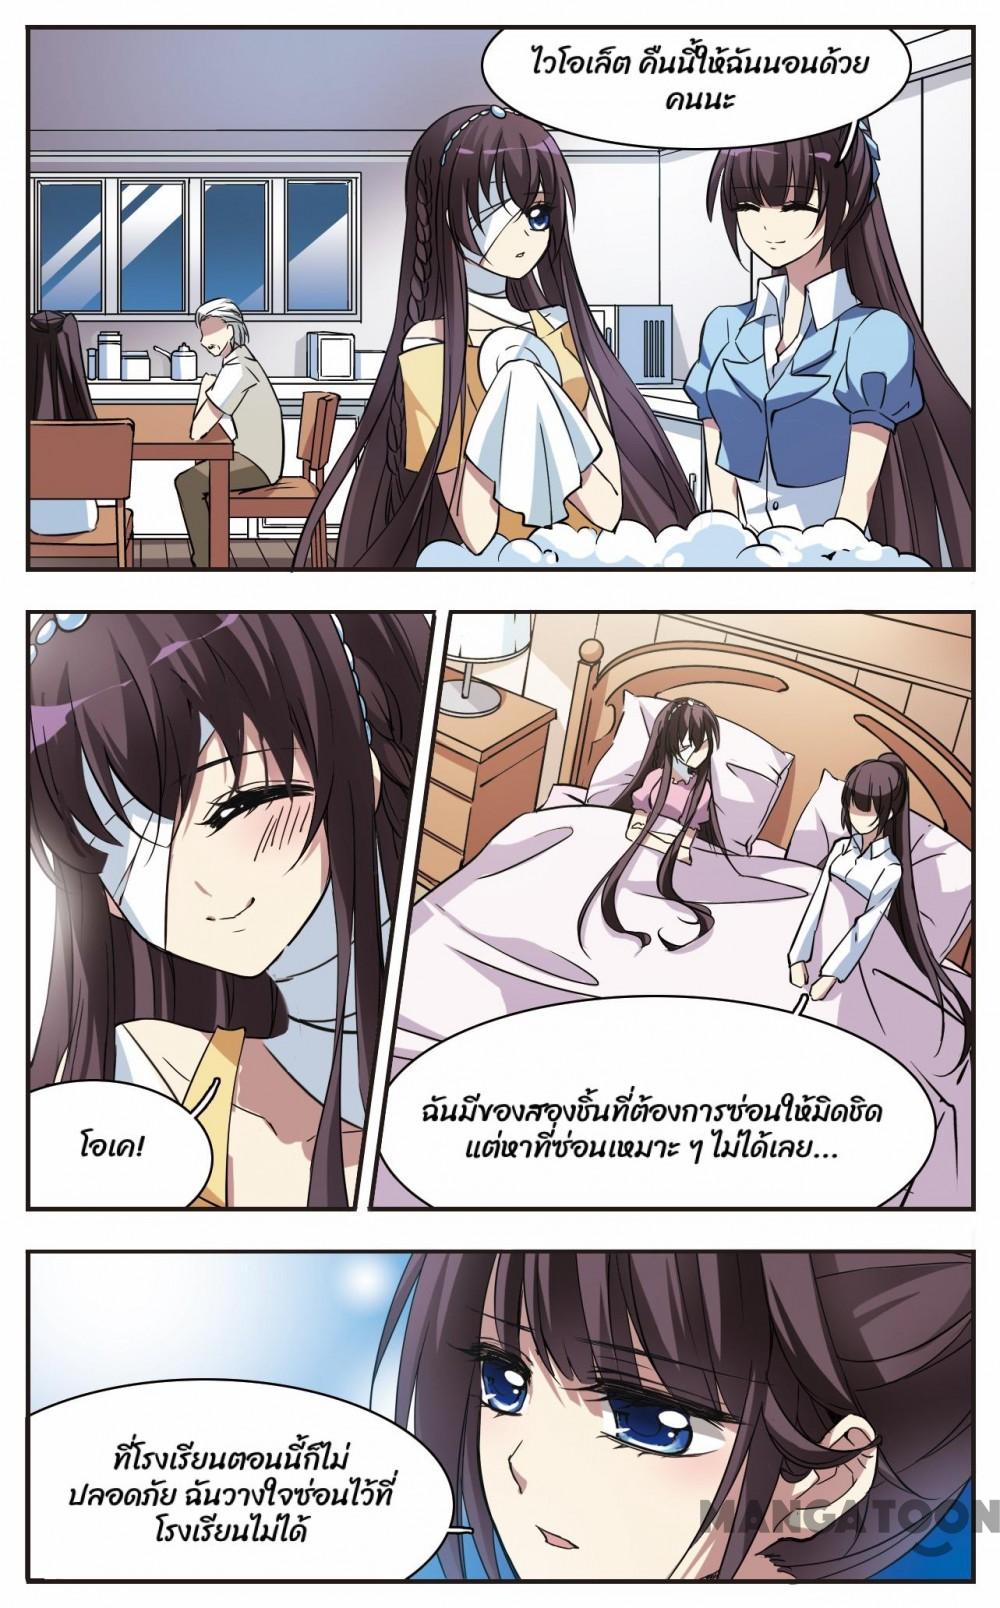 ไวโอเล็ต คืนนี้ให้ฉันนอนด้วย
คนนะ
โอเค!
ฉันมีของสองชิ้นที่ต้องการซ่อนให้มิดชิด
แต่หาที่ซ่อนเหมาะ ๆ ไม่ได้เลย...
ที่โรงเรียนตอนนี้ก็ไม่
ปลอดภัย ฉันวางใจซ่อนไว้ที่
โรงเรียนไม่ได้
MANGATOON